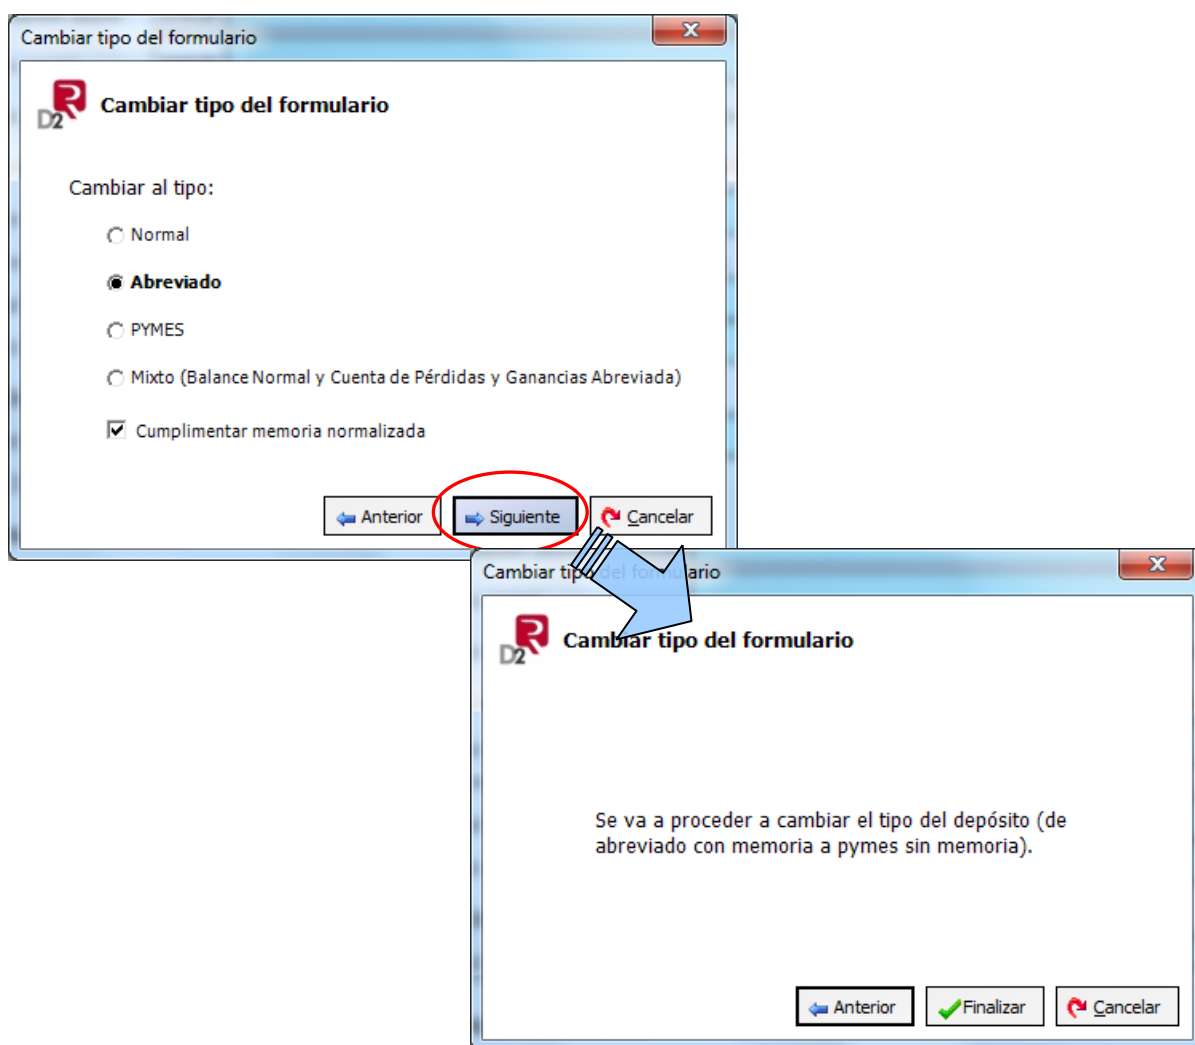 Cambiar tipo del formulario
X
D2R
Cambiar tipo del formulario
Cambiar al tipo:
Normal
Abreviado
PYMES
Mixto (Balance Normal y Cuenta de Pérdidas y Ganancias Abreviada)
Cumplimentar memoria normalizada
Anterior
Siguiente
Cancelar
Cambiar tipo del formulario
X
D2R
Cambiar tipo del formulario
Se va a proceder a cambiar el tipo del depósito (de
abreviado con memoria a pymes sin memoria).
Anterior
Finalizar
Cancelar